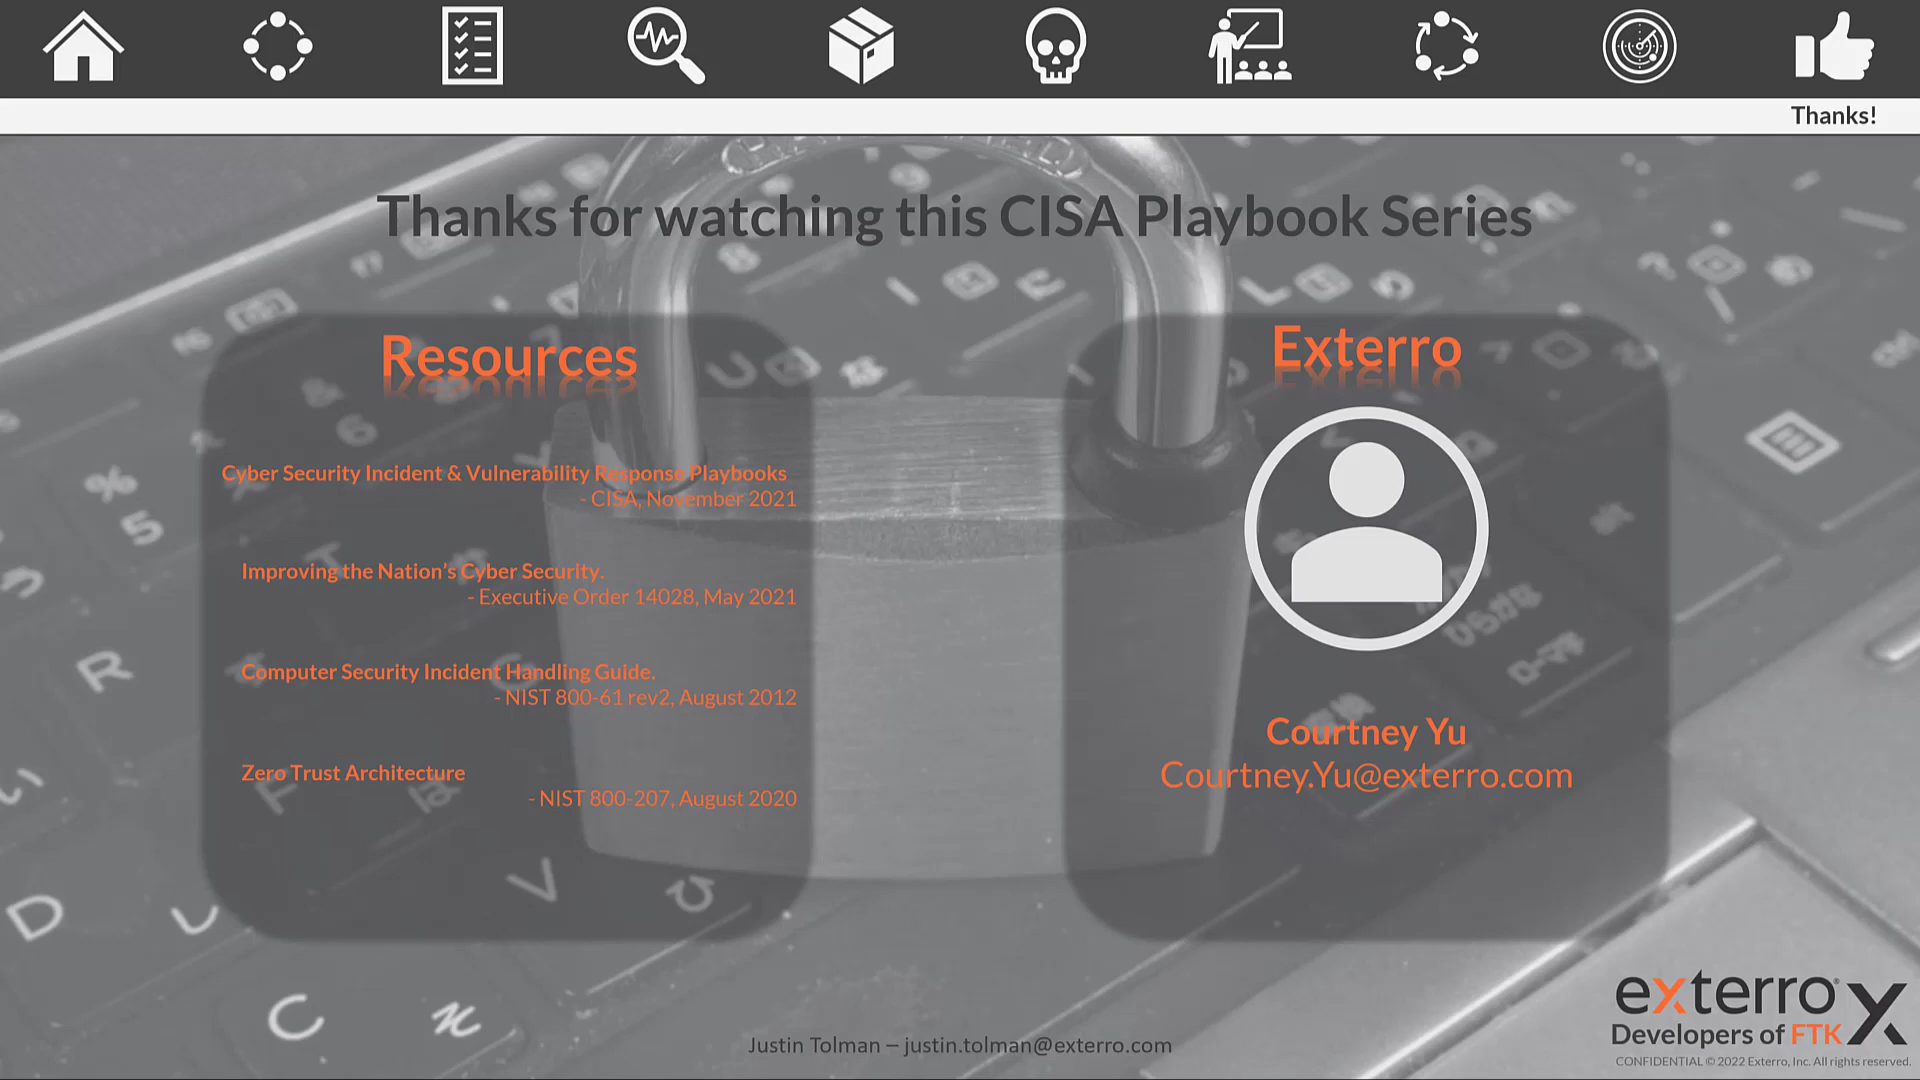 Thanks!
Thanks for watching this CISA Playbook Series
Resources
Cyber Security Incident & Vulnerability Response Playbooks
- CISA, November 2021
Improving the Nation's Cyber Security.
- Executive Order 14028, May 2021
Computer Security Incident Handling Guide.
- NIST 800-61 rev2, August 2012
Zero Trust Architecture
- NIST 800-207, August 2020
Exterro
Courtney Yu
Courtney.Yu@exterro.com
Justin Tolman – justin.tolman@exterro.com
exterro® X
Developers of FTK
CONFIDENTIAL © 2022 Exterro, Inc. All rights reserved.